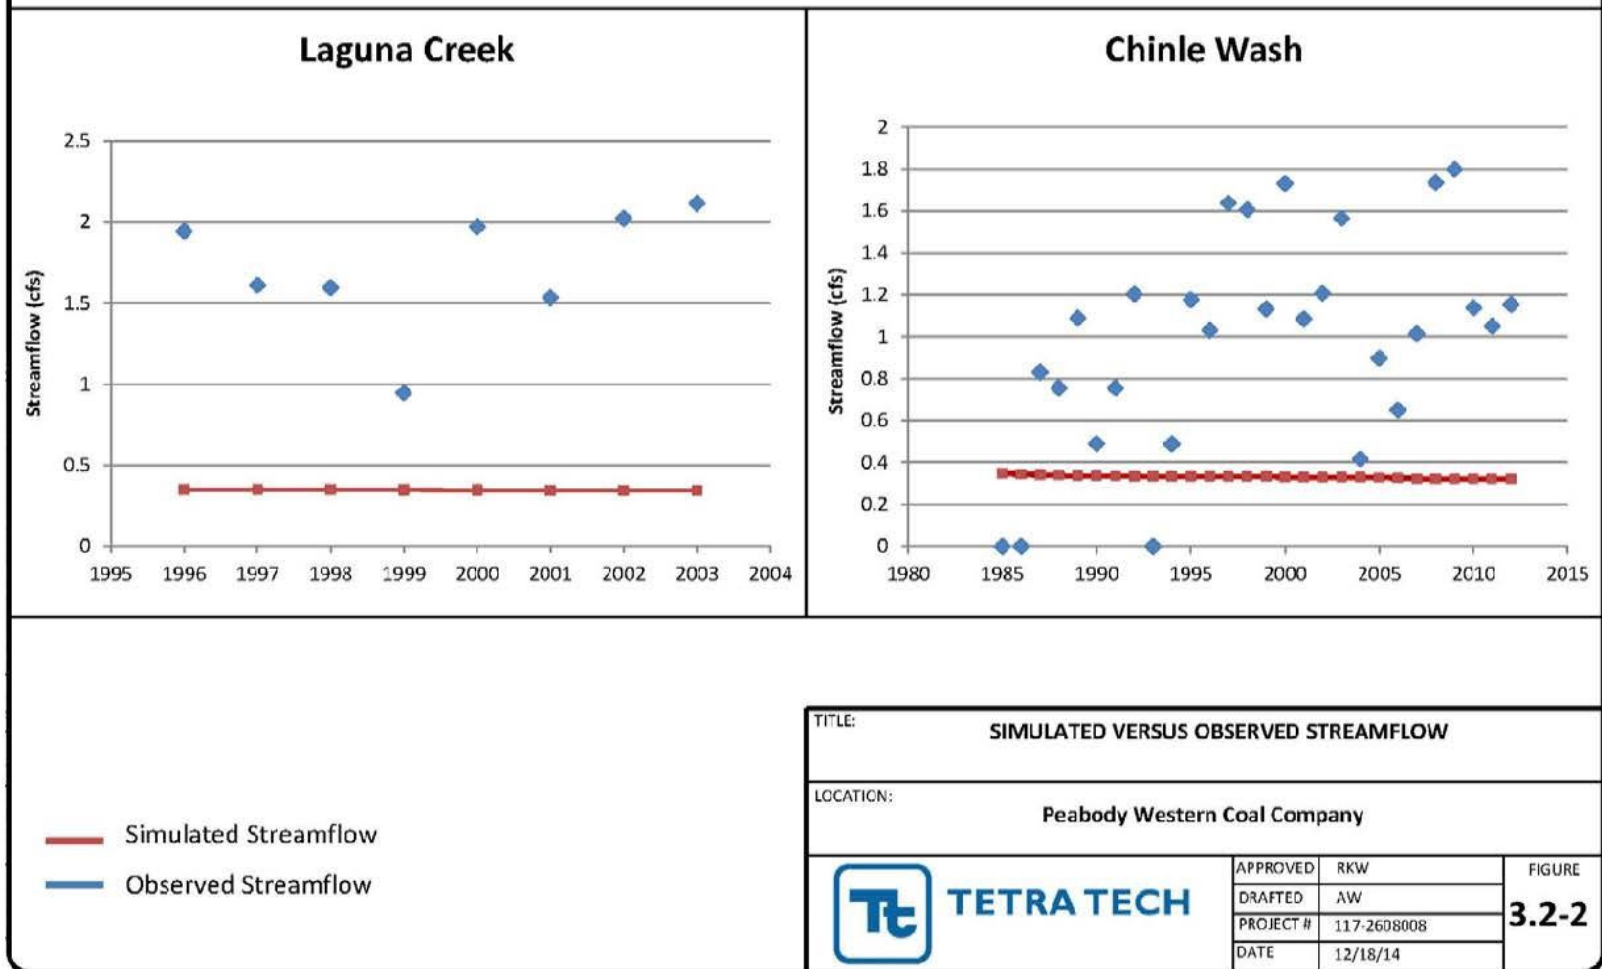 Laguna Creek
Streamflow (cfs)
2.5
2
1.5
1
0.5
0
1995 1996 1997 1998 1999 2000 2001 2002 2003 2004
Chinle Wash
Streamflow (cfs)
2
1.8
1.6
1.4
1.2
1
0.8
0.6
0.4
0.2
0
1980 1985 1990 1995 2000 2005 2010 2015
Simulated Streamflow
Observed Streamflow
TITLE:
SIMULATED VERSUS OBSERVED STREAMFLOW
LOCATION:
Peabody Western Coal Company
Tt TETRA TECH
APPROVED RKW
DRAFTED AW
PROJECT # 117-2608008
DATE 12/18/14
FIGURE
3.2-2